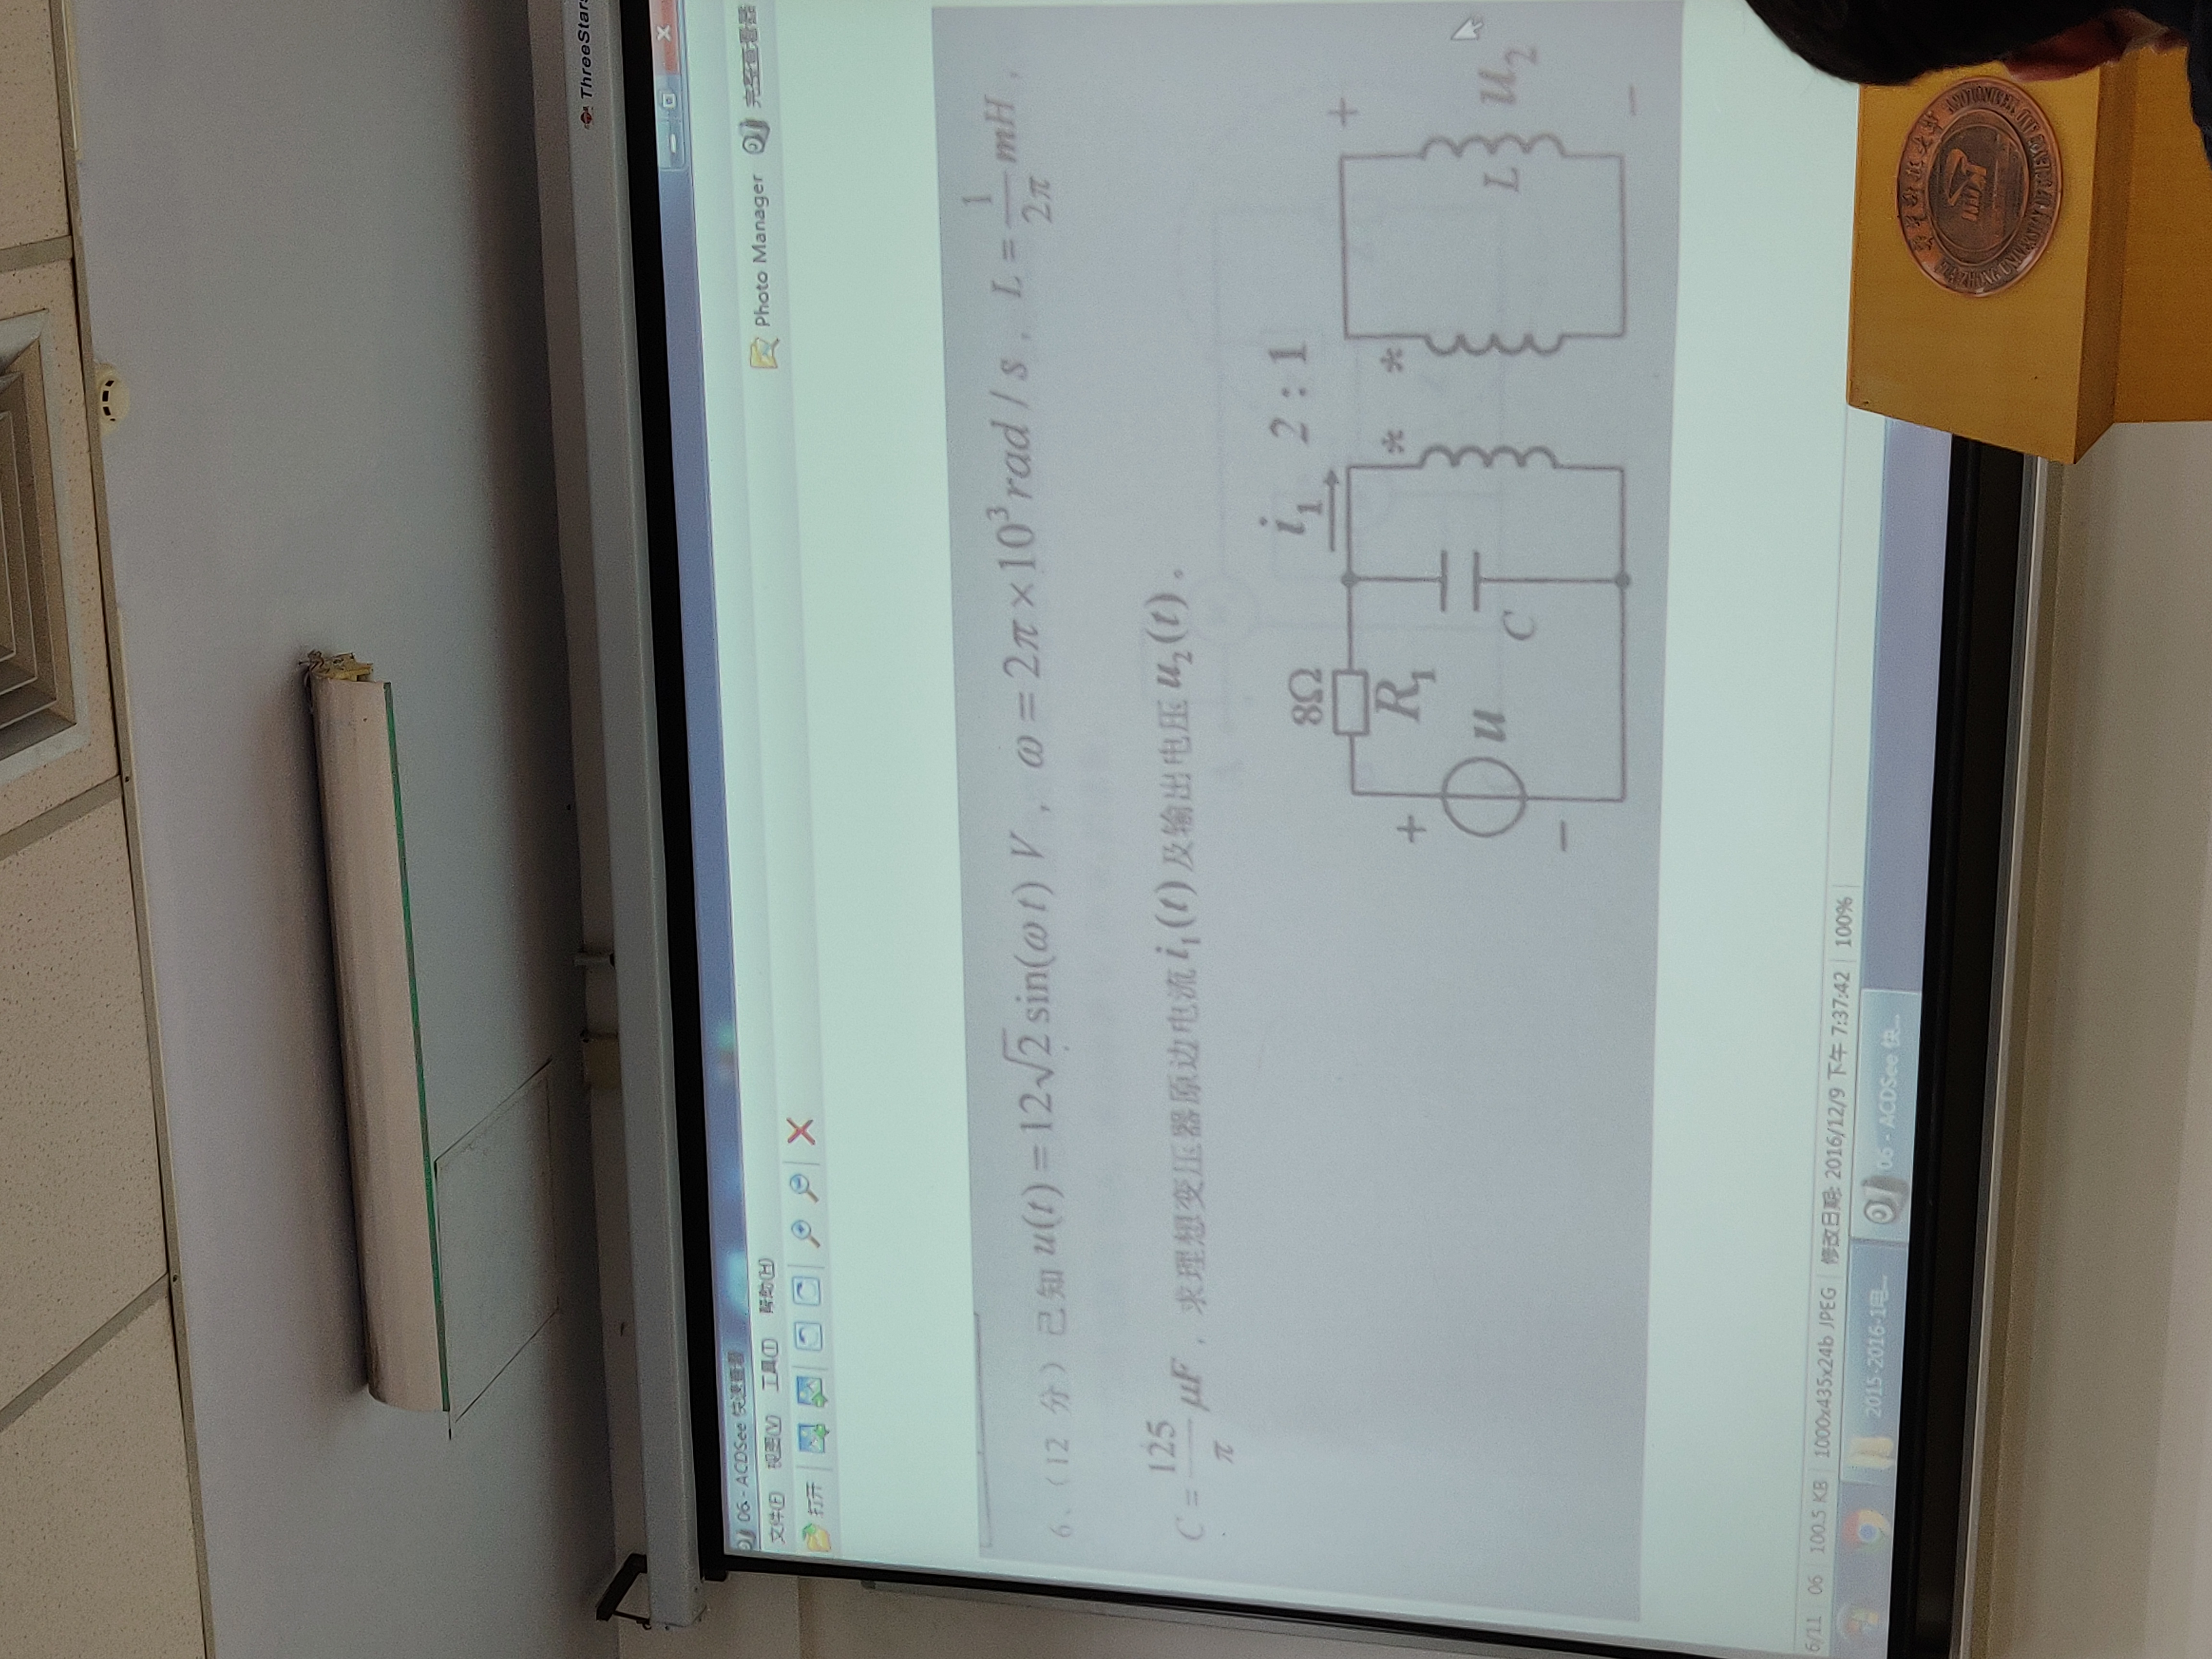 ThreeStars
06 - ACDSee 快速查看
文件(F) 视图(V) 工具(T) 帮助(H)
Photo Manager 完整查看器
打开
6、(12 分) 已知 u(t) = 12√2 sin(ω t) V , ω = 2π × 10³ rad / s , L = 1/2π mH ,
C = 125/π μF , 求理想变压器原边电流 i₁(t) 及输出电压 u₂(t) 。
i₁ 2 : 1
8Ω
+
R₁
* *
+
u
C
L
u₂
−
−
6/11 06 100.5 KB 1000x435x24b JPEG 修改日期: 2016/12/9 下午 7:37:42 100%
2015-2016-1电... 06 - ACDSee 快...